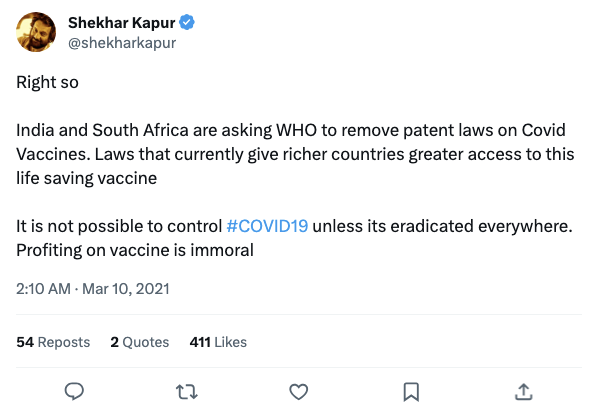 Shekhar Kapur
@shekharkapur
Right so
India and South Africa are asking WHO to remove patent laws on Covid
Vaccines. Laws that currently give richer countries greater access to this
life saving vaccine
It is not possible to control #COVID19 unless its eradicated everywhere.
Profiting on vaccine is immoral
2:10 AM · Mar 10, 2021
54 Reposts 2 Quotes 411 Likes